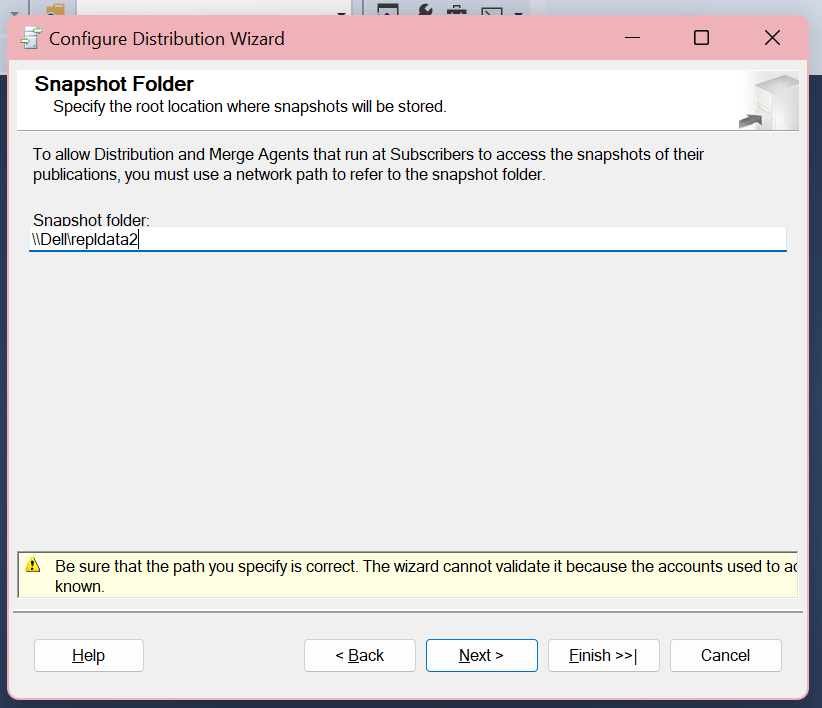 Configure Distribution Wizard
Snapshot Folder
Specify the root location where snapshots will be stored.
To allow Distribution and Merge Agents that run at Subscribers to access the snapshots of their
publications, you must use a network path to refer to the snapshot folder.
Snapshot folder:
\\Dell\repldata2
Be sure that the path you specify is correct. The wizard cannot validate it because the accounts used to
known.
Help
< Back
Next >
Finish >>|
Cancel